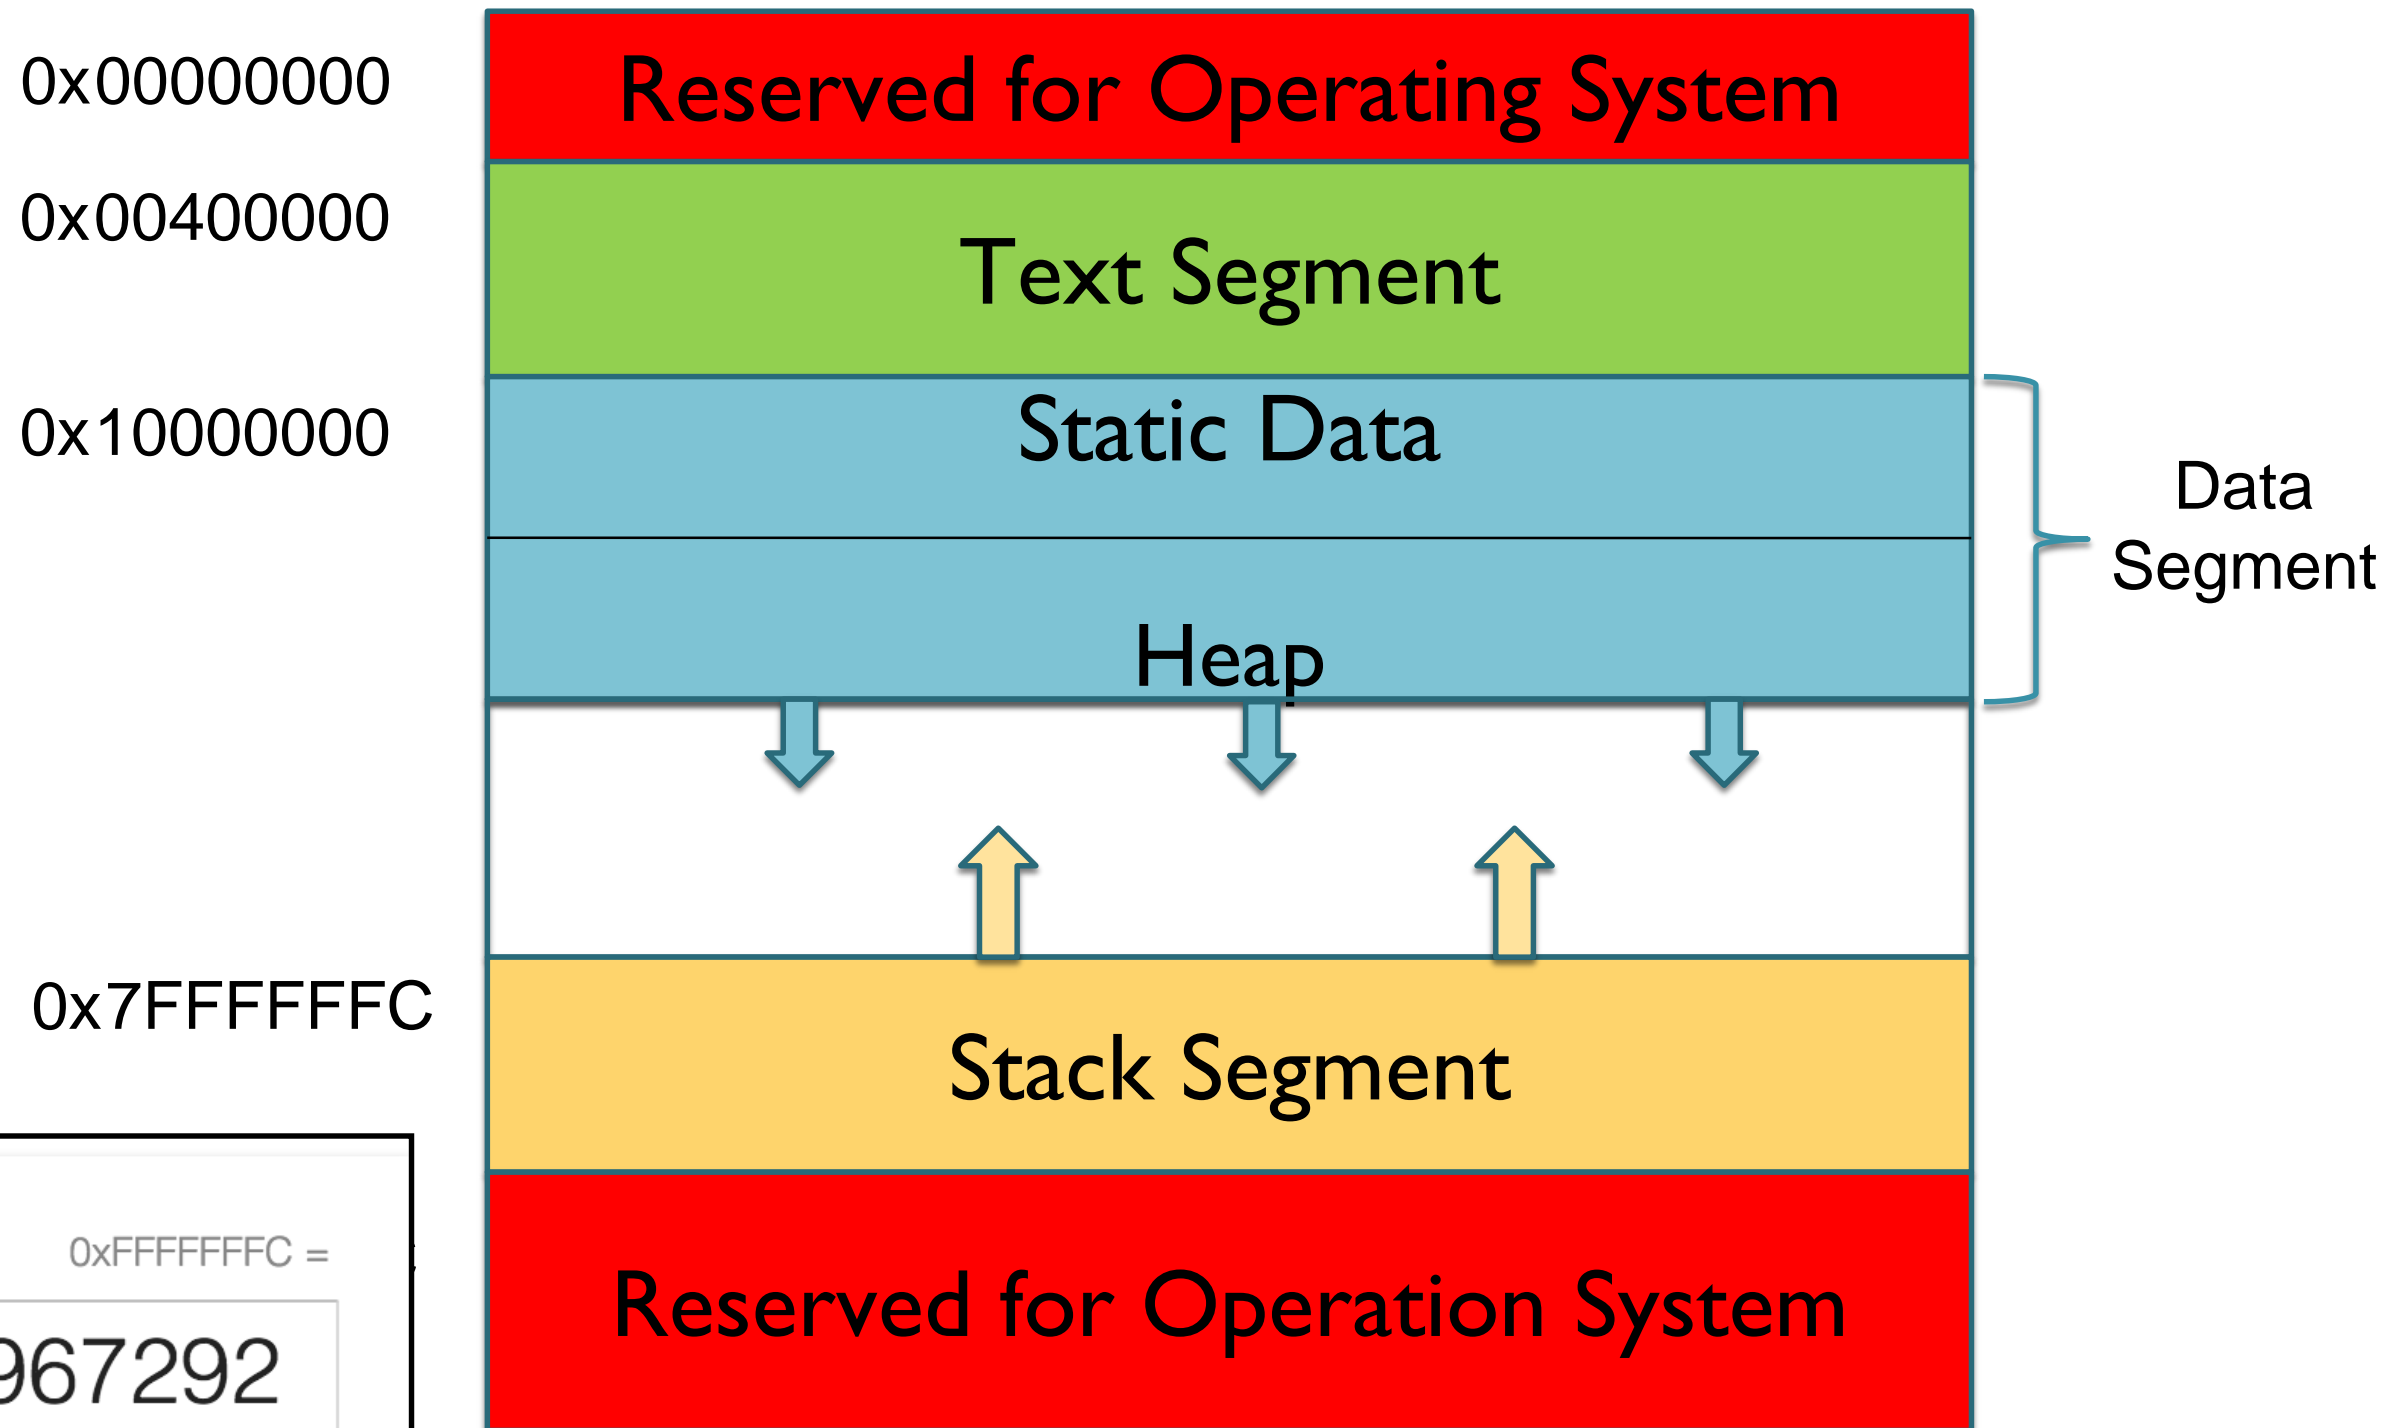 0x00000000
Reserved for Operating System
0x00400000
Text Segment
0x10000000
Static Data
Data
Segment
Heap
0x7FFFFFFC
Stack Segment
0xFFFFFFFC =
Reserved for Operation System
967292